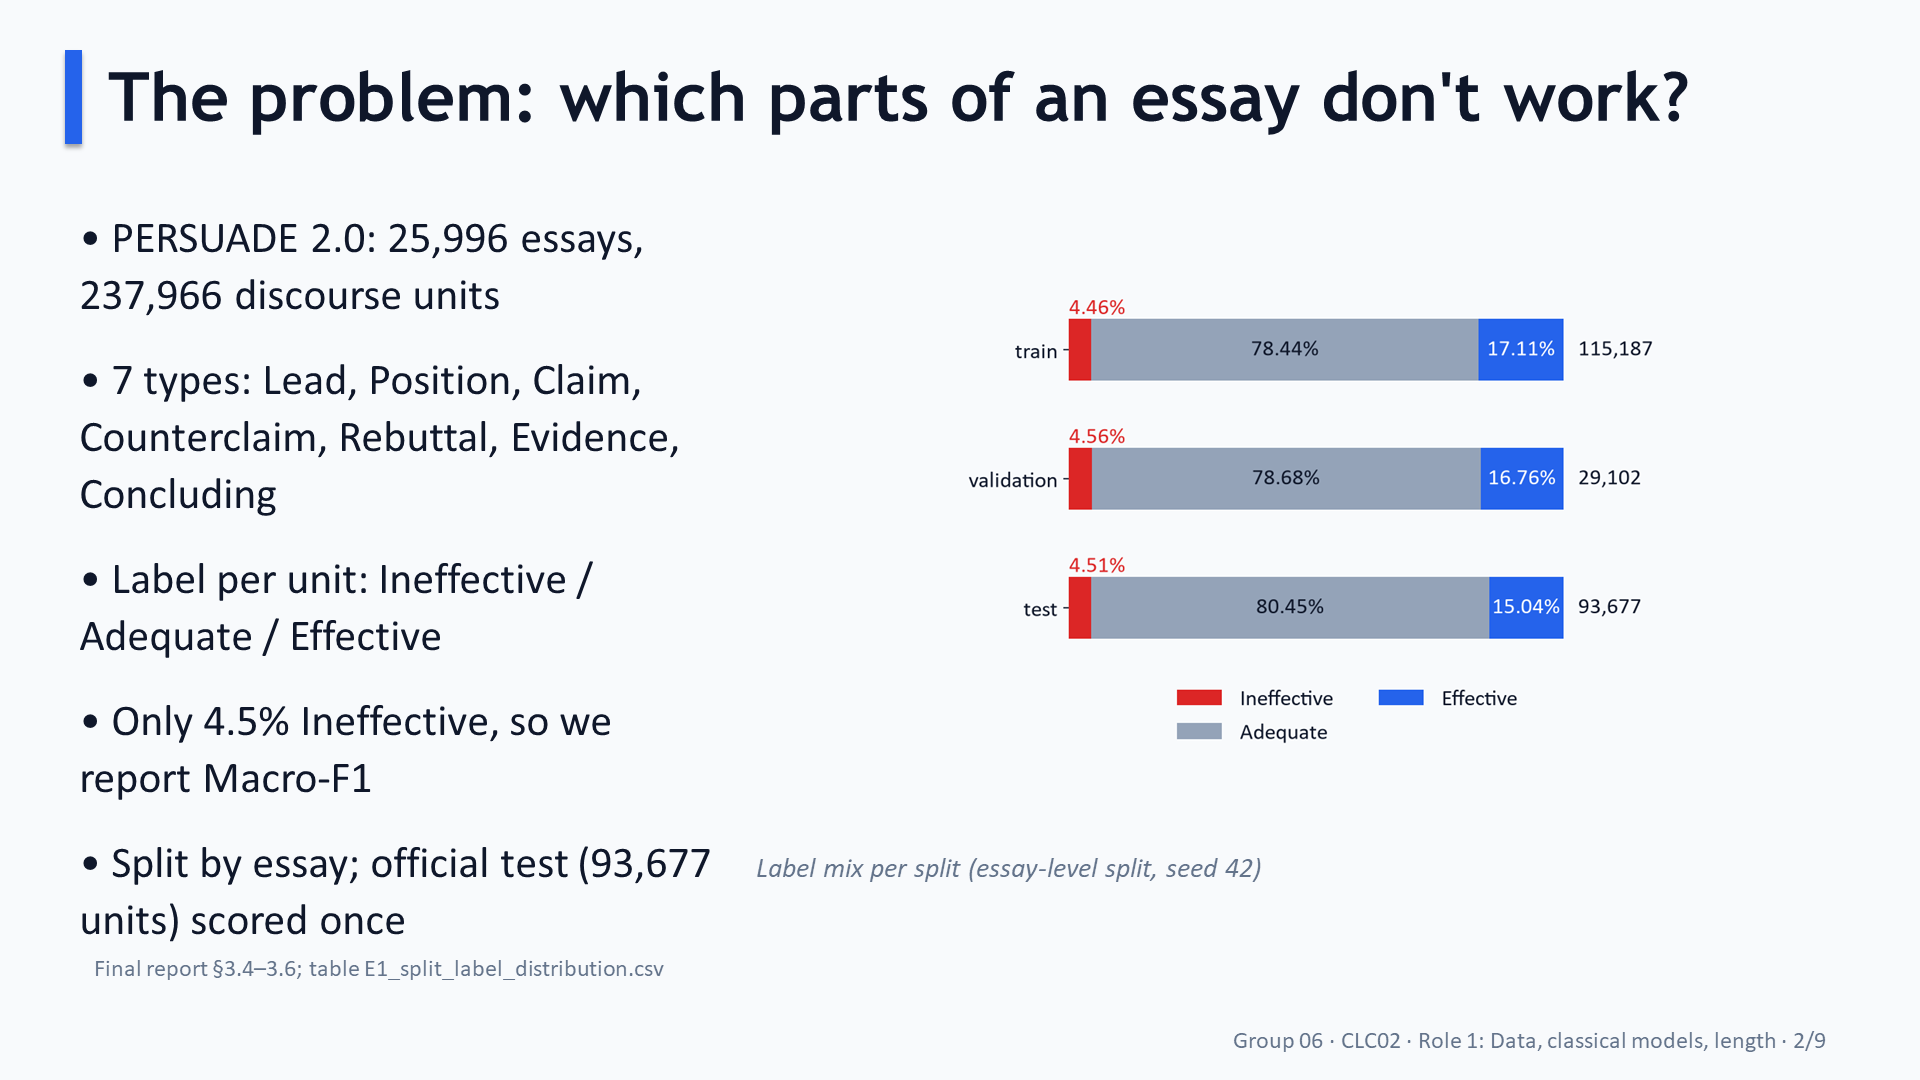 The problem: which parts of an essay don't work?
• PERSUADE 2.0: 25,996 essays,
237,966 discourse units
• 7 types: Lead, Position, Claim,
Counterclaim, Rebuttal, Evidence,
Concluding
• Label per unit: Ineffective /
Adequate / Effective
• Only 4.5% Ineffective, so we
report Macro-F1
• Split by essay; official test (93,677
units) scored once
Final report §3.4–3.6; table E1_split_label_distribution.csv
4.46%
train 78.44% 17.11% 115,187
4.56%
validation 78.68% 16.76% 29,102
4.51%
test 80.45% 15.04% 93,677
Ineffective Effective
Adequate
Label mix per split (essay-level split, seed 42)
Group 06 · CLC02 · Role 1: Data, classical models, length · 2/9